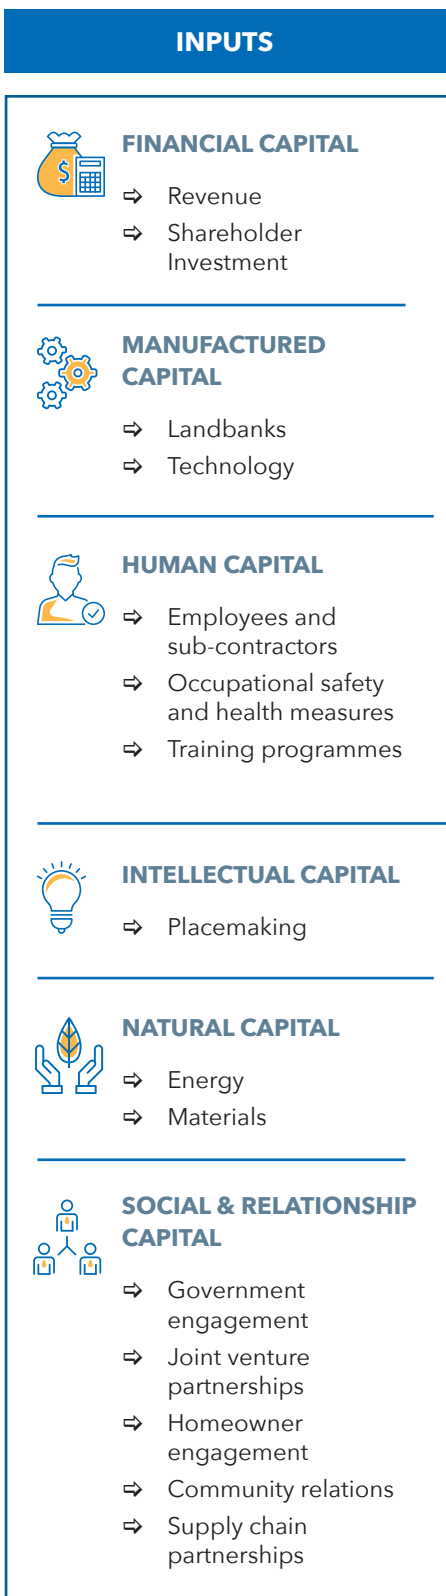 INPUTS
FINANCIAL CAPITAL
$
⇨ Revenue
⇨ Shareholder
Investment
MANUFACTURED
CAPITAL
⇨ Landbanks
⇨ Technology
HUMAN CAPITAL
⇨ Employees and
sub-contractors
⇨ Occupational safety
and health measures
⇨ Training programmes
INTELLECTUAL CAPITAL
⇨ Placemaking
NATURAL CAPITAL
⇨ Energy
⇨ Materials
SOCIAL & RELATIONSHIP
CAPITAL
⇨ Government
engagement
⇨ Joint venture
partnerships
⇨ Homeowner
engagement
⇨ Community relations
⇨ Supply chain
partnerships